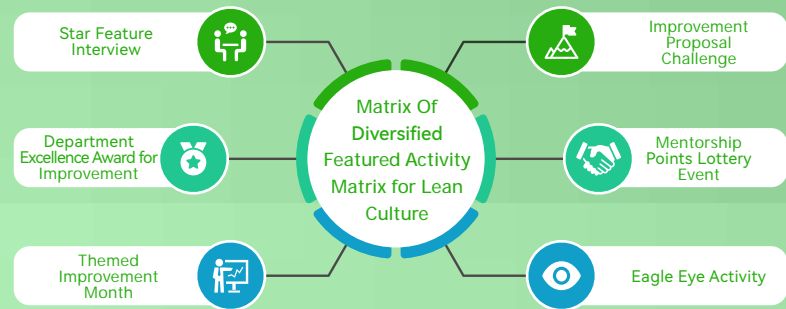 Star Feature
Interview
Improvement
Proposal
Challenge
Matrix Of
Diversified
Featured Activity
Matrix for Lean
Culture
Department
Excellence Award for
Improvement
Mentorship
Points Lottery
Event
Themed
Improvement
Month
Eagle Eye Activity